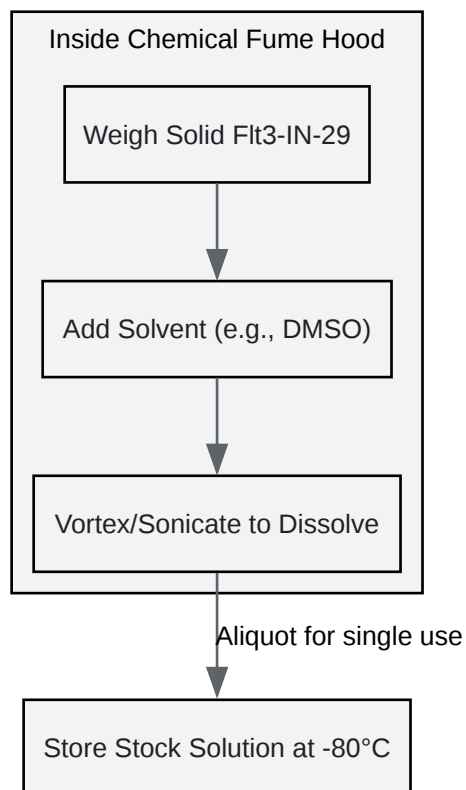 Inside Chemical Fume Hood
Weigh Solid Flt3-IN-29
Add Solvent (e.g., DMSO)
Vortex/Sonicate to Dissolve
Aliquot for single use
Store Stock Solution at -80°C